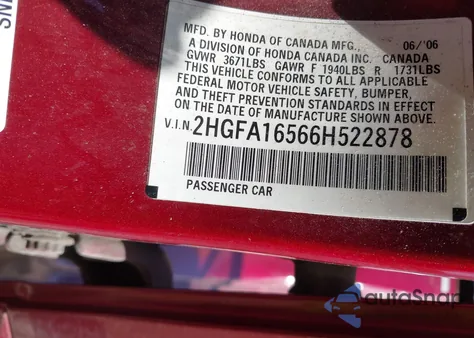 SNI
MFD. BY HONDA OF CANADA MFG., 06/'06
A DIVISION OF HONDA CANADA INC. CANADA
GVWR 3671LBS GAWR F 1940LBS R 1731LBS
THIS VEHICLE CONFORMS TO ALL APPLICABLE
FEDERAL MOTOR VEHICLE SAFETY, BUMPER,
AND THEFT PREVENTION STANDARDS IN EFFECT
ON THE DATE OF MANUFACTURE SHOWN ABOVE.
V.I.N. 2HGFA16566H522878
PASSENGER CAR
autoSnap